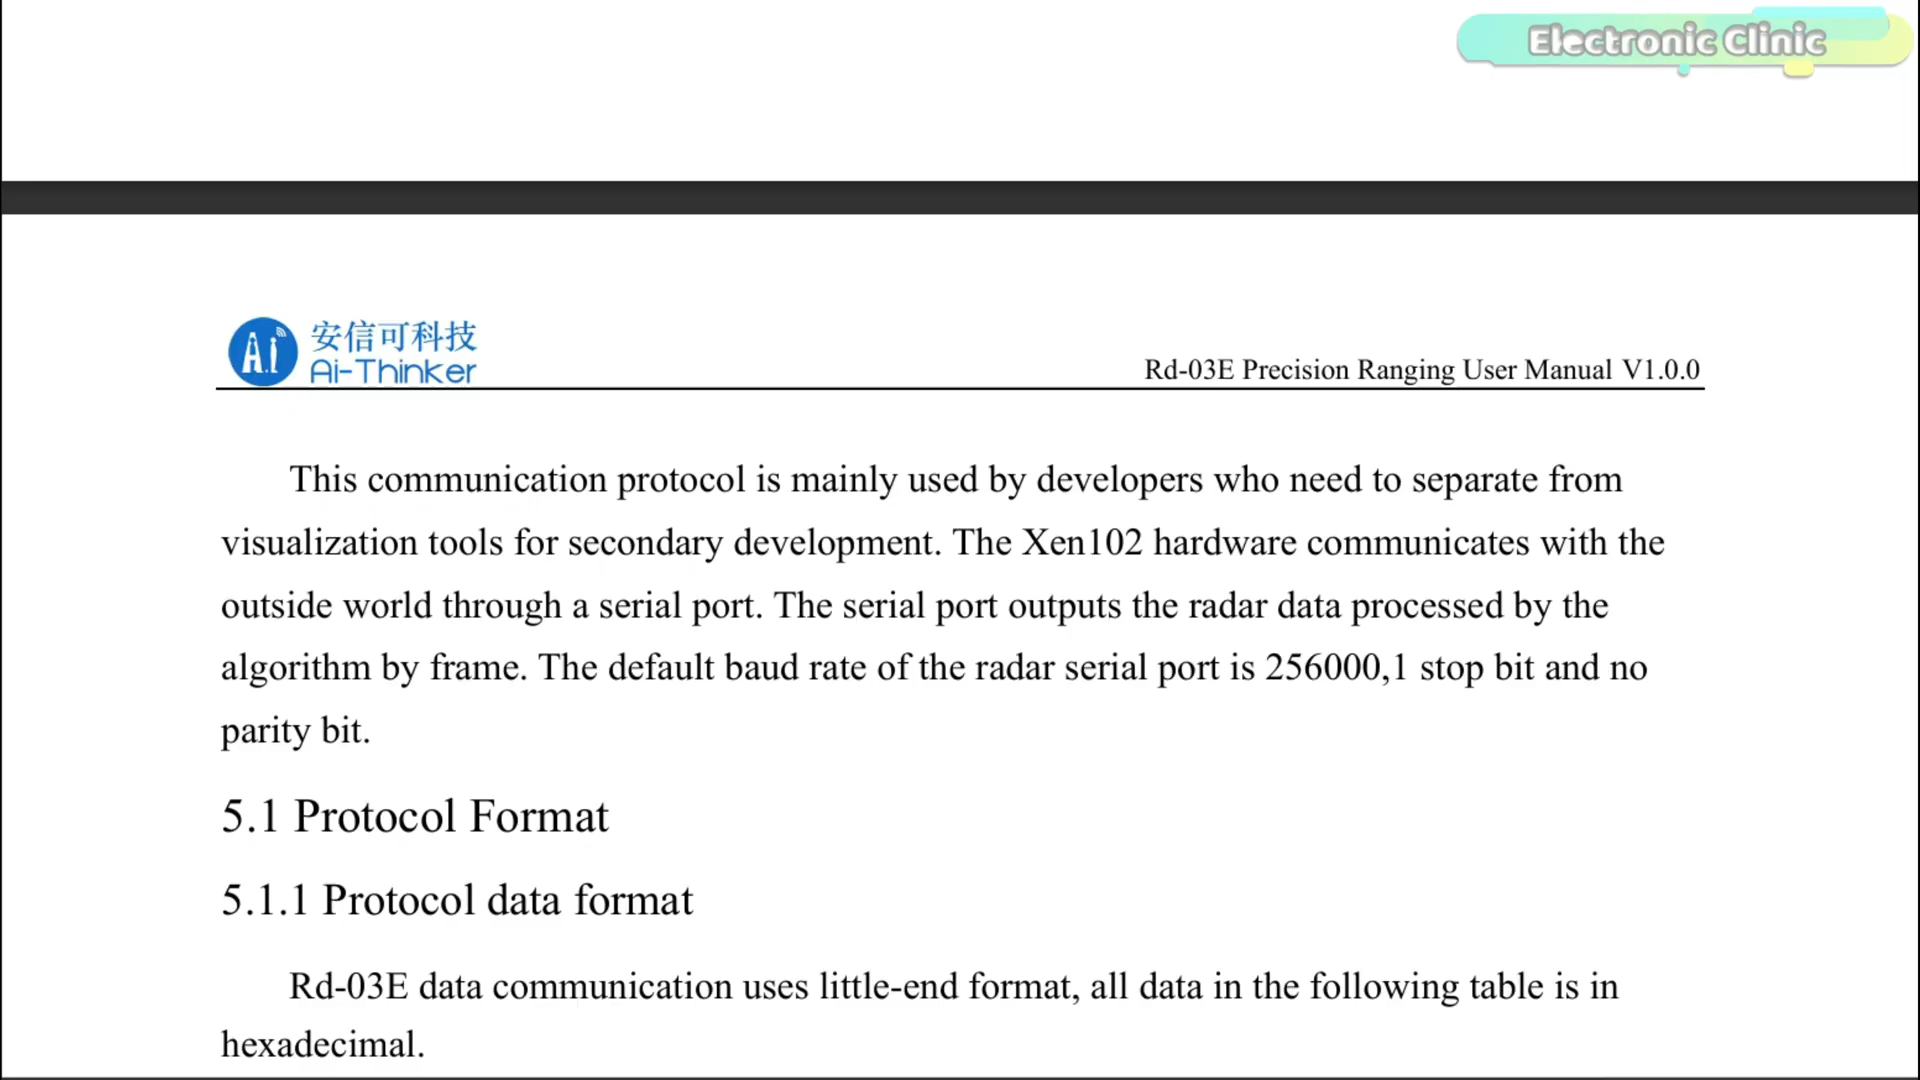 Electronic Clinic
安信可科技
Ai-Thinker
Rd-03E Precision Ranging User Manual V1.0.0
This communication protocol is mainly used by developers who need to separate from
visualization tools for secondary development. The Xen102 hardware communicates with the
outside world through a serial port. The serial port outputs the radar data processed by the
algorithm by frame. The default baud rate of the radar serial port is 256000,1 stop bit and no
parity bit.
5.1 Protocol Format
5.1.1 Protocol data format
Rd-03E data communication uses little-end format, all data in the following table is in
hexadecimal.